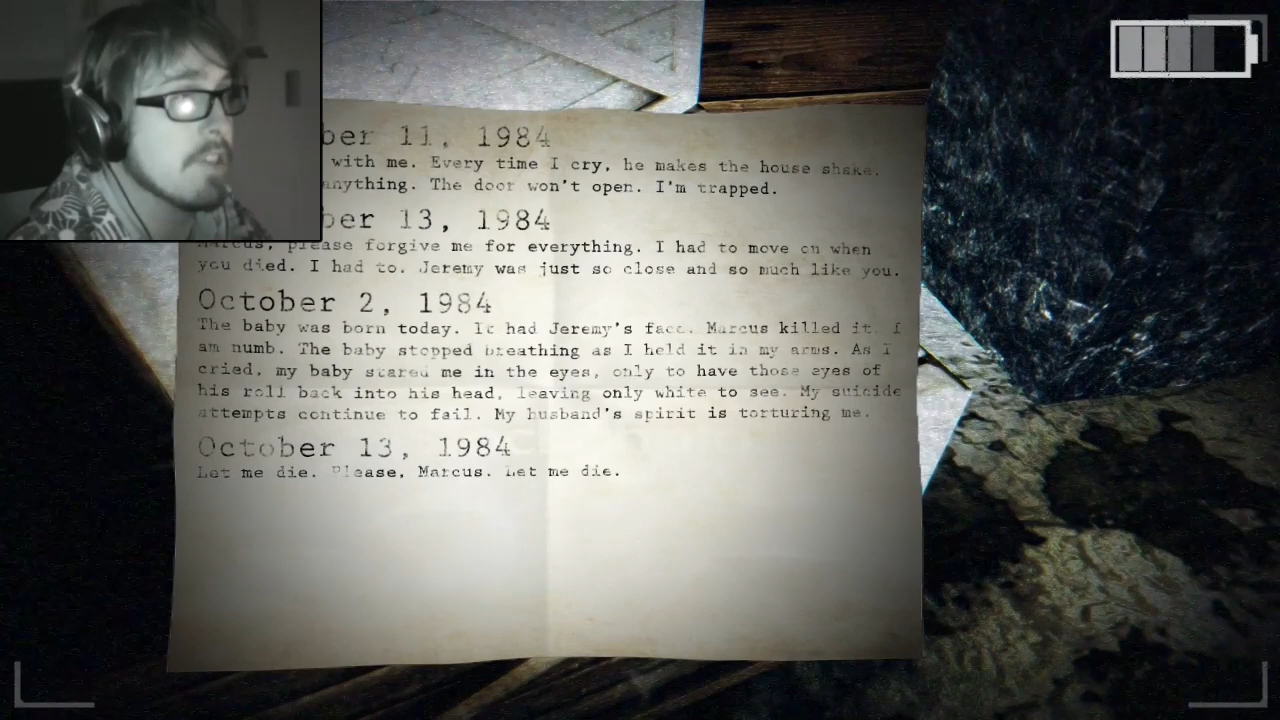 ber 11, 1984
with me. Every time I cry, he makes the house shake.
anything. The door won't open. I'm trapped.
ber 13, 1984
Marcus, please forgive me for everything. I had to move on when
you died. I had to. Jeremy was just so close and so much like you.
October 2, 1984
The baby was born today. It had Jeremy's face. Marcus killed it. I
am numb. The baby stopped breathing as I held it in my arms. As I
cried, my baby stared me in the eyes, only to have those eyes of
his roll back into his head, leaving only white to see. My suicide
attempts continue to fail. My husband's spirit is torturing me.
October 13, 1984
Let me die. Please, Marcus. Let me die.